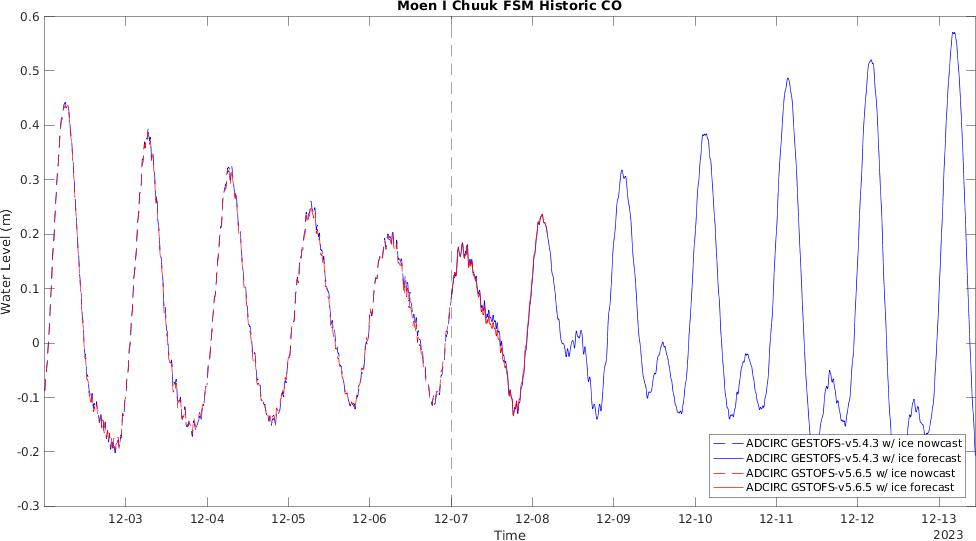 Moen I Chuuk FSM Historic CO
0.6
0.5
0.4
0.3
0.2
0.1
0
-0.1
-0.2
-0.3
Water Level (m)
ADCIRC GESTOFS-v5.4.3 w/ ice nowcast
ADCIRC GESTOFS-v5.4.3 w/ ice forecast
ADCIRC GSTOFS-v5.6.5 w/ ice nowcast
ADCIRC GSTOFS-v5.6.5 w/ ice forecast
12-03 12-04 12-05 12-06 12-07 12-08 12-09 12-10 12-11 12-12 12-13
Time
2023